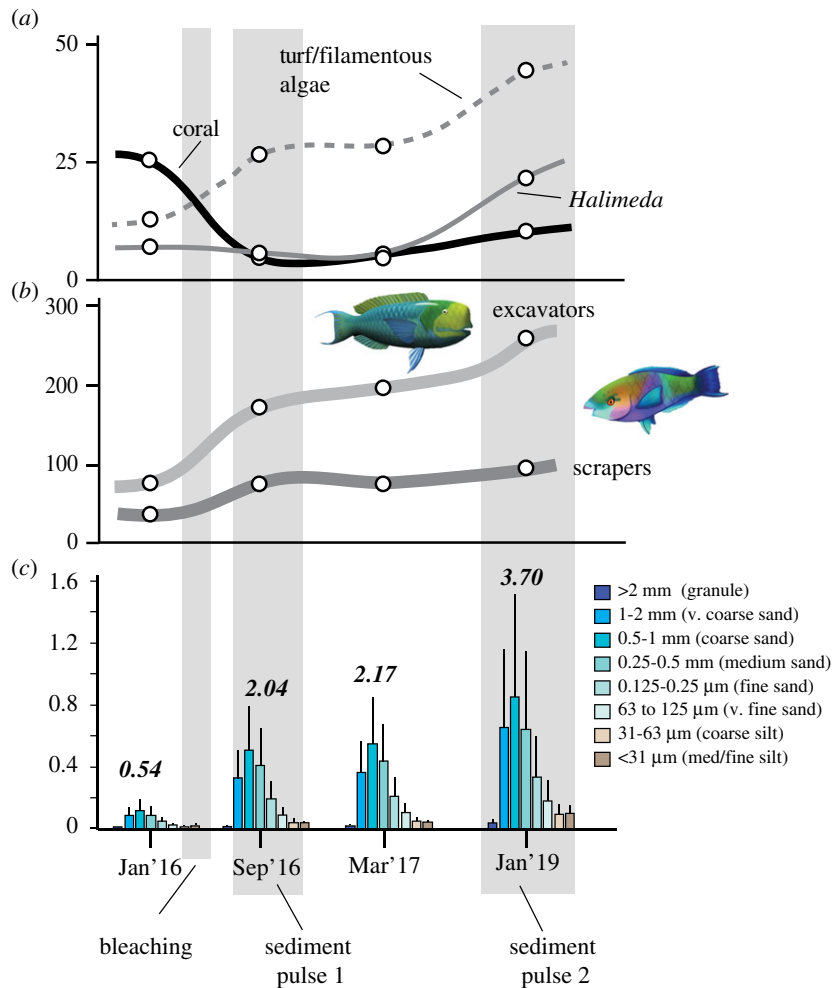 (a)
50
25
0
turf/filamentous
algae
coral
Halimeda
(b)
300
200
100
0
excavators
scrapers
(c)
1.6
1.2
0.8
0.4
0
0.54
2.04
2.17
3.70
>2 mm (granule)
1-2 mm (v. coarse sand)
0.5-1 mm (coarse sand)
0.25-0.5 mm (medium sand)
0.125-0.25 μm (fine sand)
63 to 125 μm (v. fine sand)
31-63 μm (coarse silt)
<31 μm (med/fine silt)
Jan’16
Sep’16
Mar’17
Jan’19
bleaching
sediment
pulse 1
sediment
pulse 2